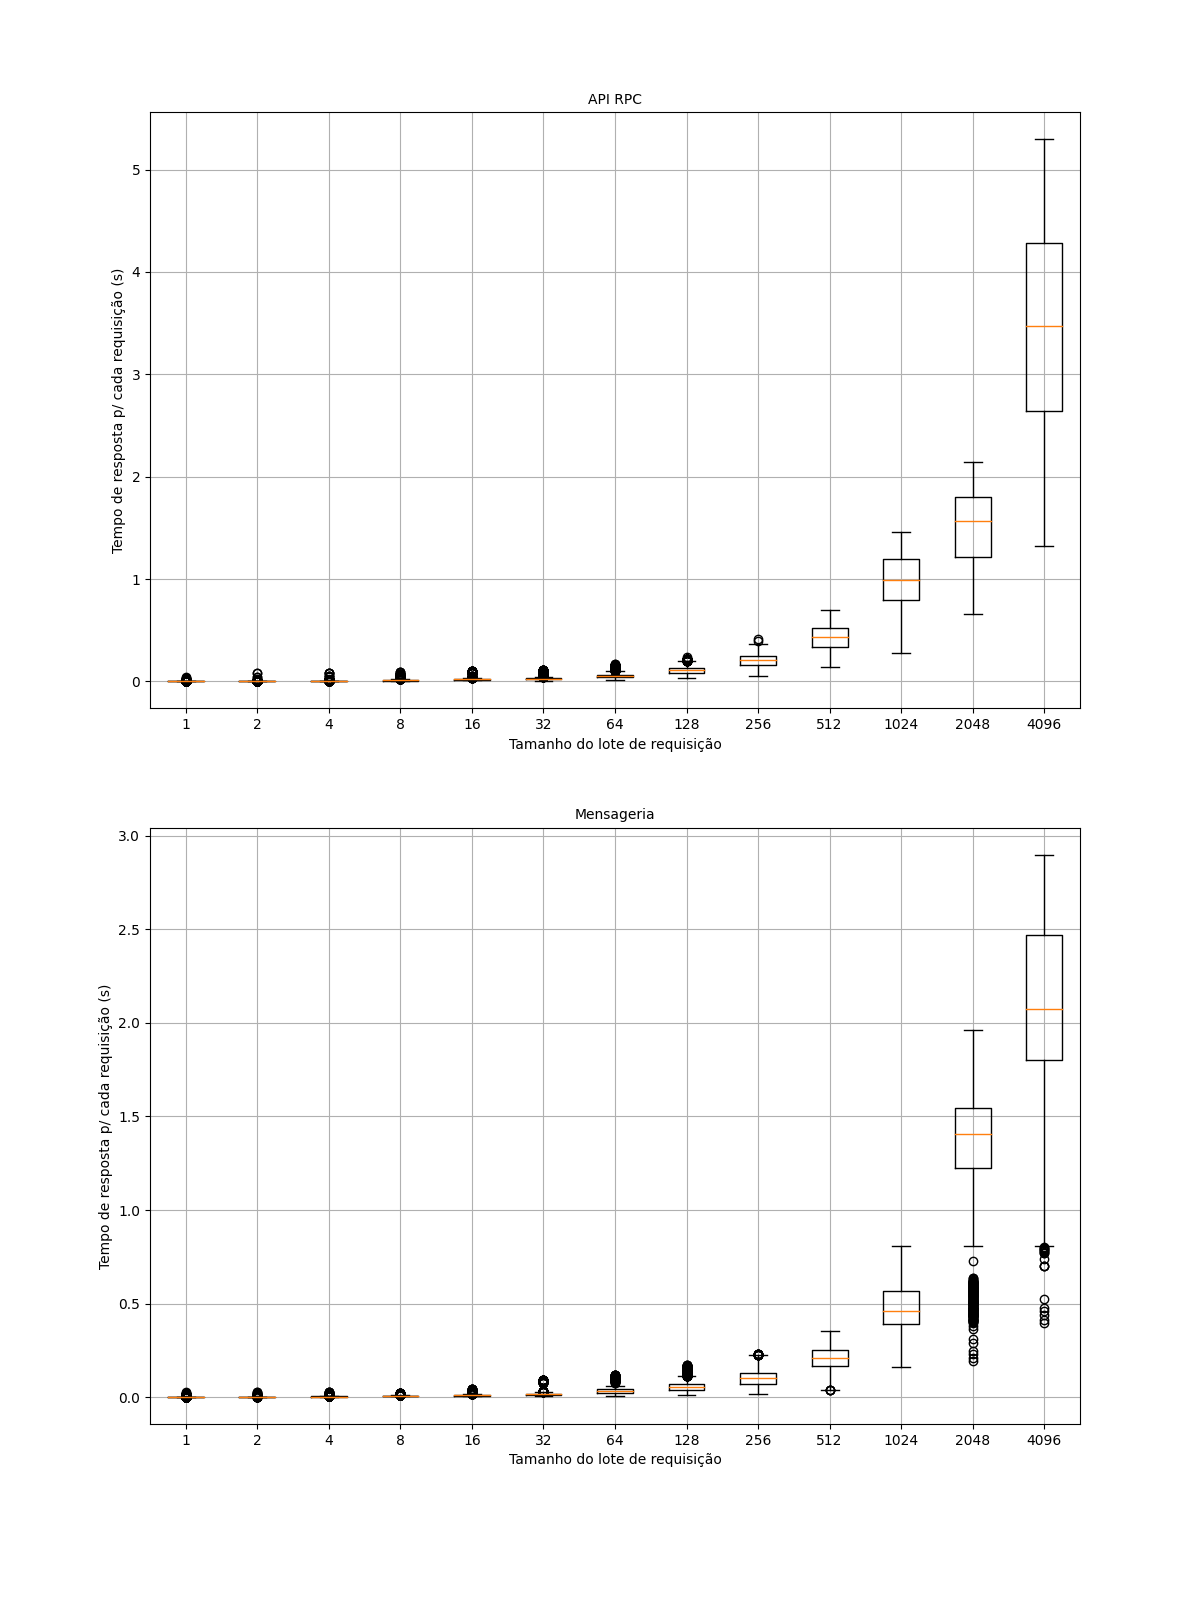 API RPC
5
4
3
2
1
0
Tempo de resposta p/ cada requisição (s)
1 2 4 8 16 32 64 128 256 512 1024 2048 4096
Tamanho do lote de requisição
Mensageria
3.0
2.5
2.0
1.5
1.0
0.5
0.0
Tempo de resposta p/ cada requisição (s)
1 2 4 8 16 32 64 128 256 512 1024 2048 4096
Tamanho do lote de requisição